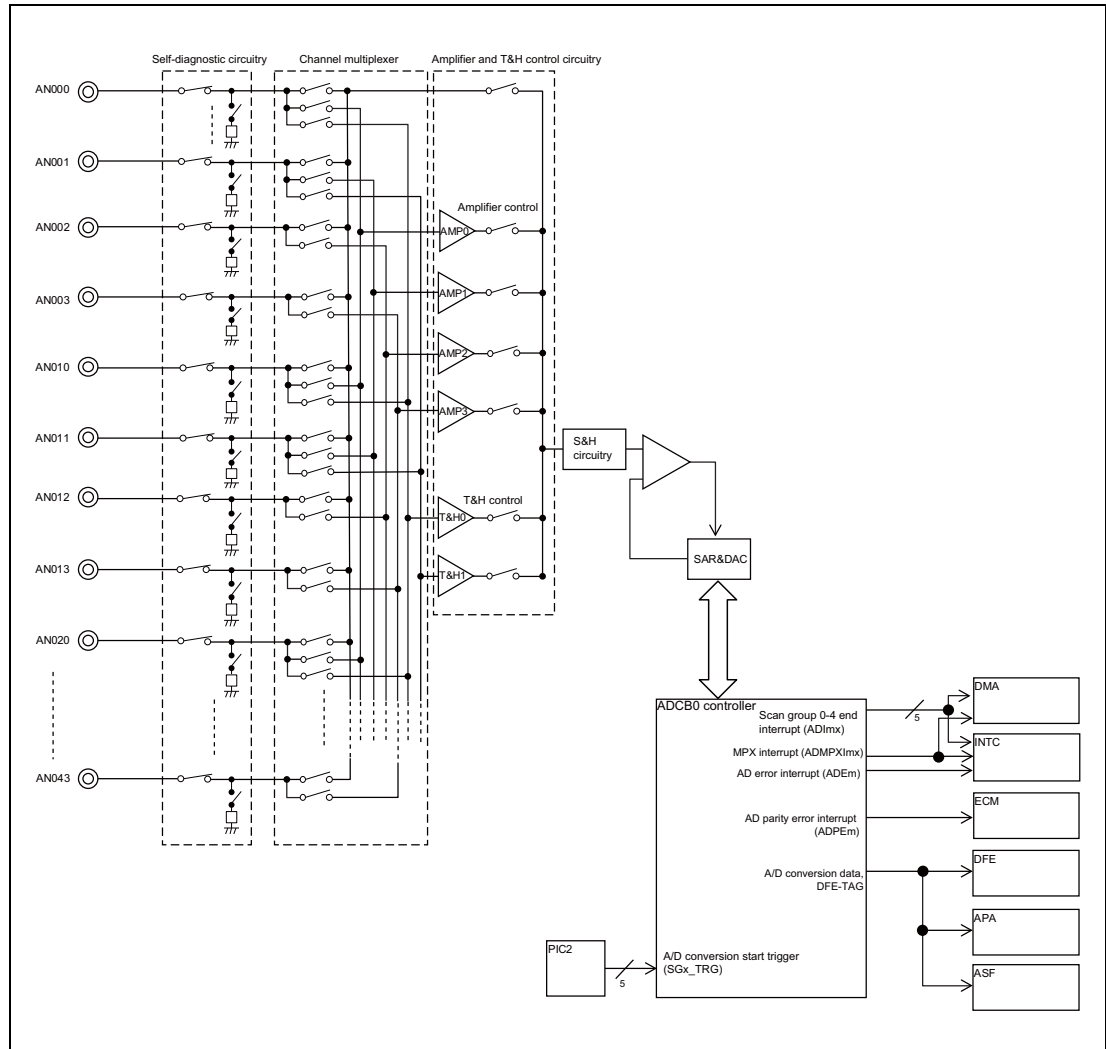 Self-diagnostic circuitry
Channel multiplexer
Amplifier and T&H control circuitry
AN000
AN001
AN002
AN003
AN010
AN011
AN012
AN013
AN020
AN043
Amplifier control
AMP0
AMP1
AMP2
AMP3
T&H control
T&H0
T&H1
S&H
circuitry
SAR&DAC
ADCB0 controller
Scan group 0-4 end
interrupt (ADImx)
MPX interrupt (ADMPXImx)
AD error interrupt (ADEm)
AD parity error interrupt
(ADPEm)
A/D conversion data,
DFE-TAG
A/D conversion start trigger
(SGx_TRG)
5
DMA
INTC
ECM
DFE
APA
ASF
PIC2
5